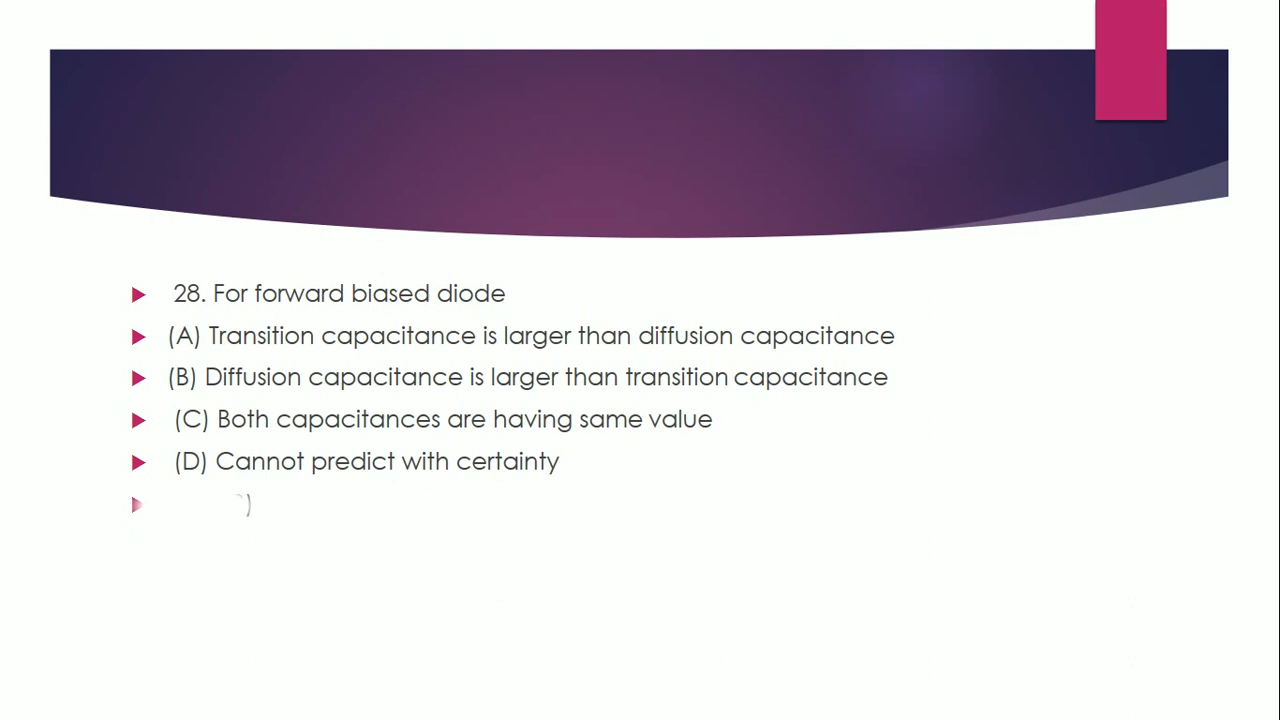 28. For forward biased diode
(A) Transition capacitance is larger than diffusion capacitance
(B) Diffusion capacitance is larger than transition capacitance
(C) Both capacitances are having same value
(D) Cannot predict with certainty